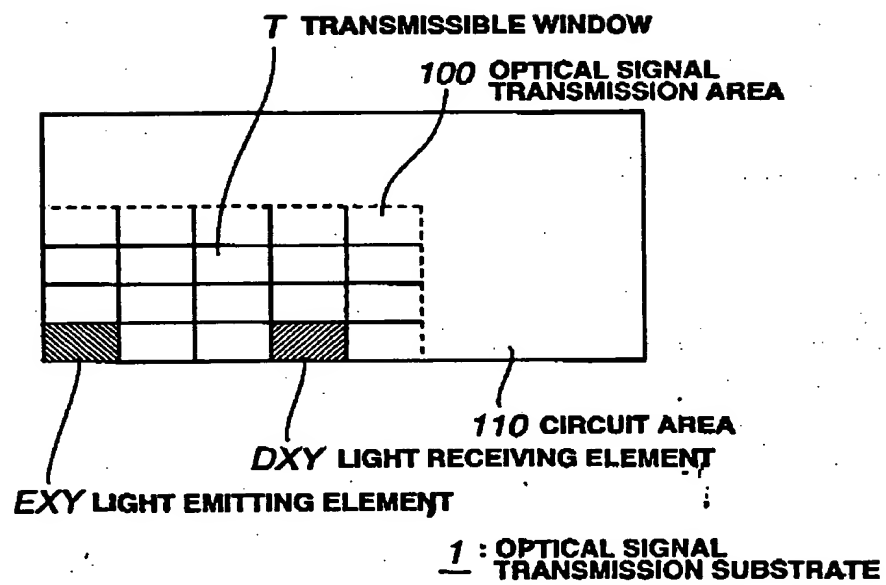 T TRANSMISSIBLE WINDOW
100 OPTICAL SIGNAL
TRANSMISSION AREA
110 CIRCUIT AREA
DXY LIGHT RECEIVING ELEMENT
EXY LIGHT EMITTING ELEMENT
1 : OPTICAL SIGNAL
TRANSMISSION SUBSTRATE